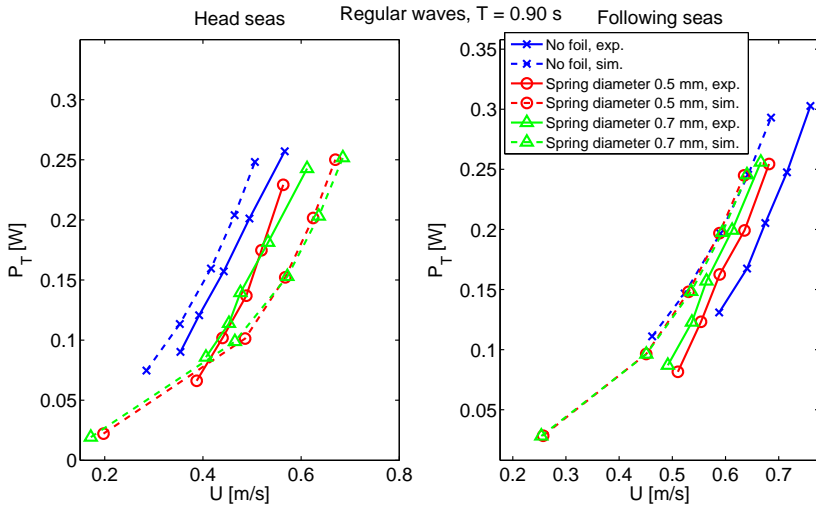 Head seas
Regular waves, T = 0.90 s
Following seas
No foil, exp.
No foil, sim.
Spring diameter 0.5 mm, exp.
Spring diameter 0.5 mm, sim.
Spring diameter 0.7 mm, exp.
Spring diameter 0.7 mm, sim.
0.3
0.25
0.2
0.15
0.1
0.05
0
P_T [W]
0.2 0.4 0.6 0.8
U [m/s]
0.35
0.3
0.25
0.2
0.15
0.1
0.05
P_T [W]
0.2 0.3 0.4 0.5 0.6 0.7
U [m/s]